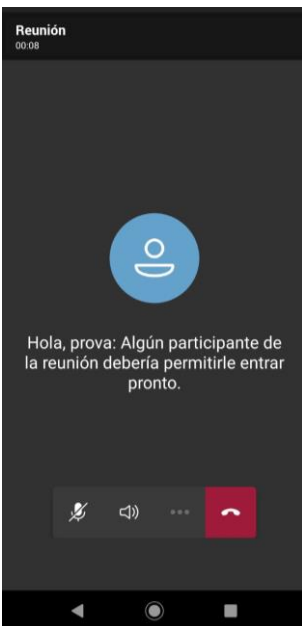 Reunión
00:08
Hola, prova: Algún participante de
la reunión debería permitirle entrar
pronto.